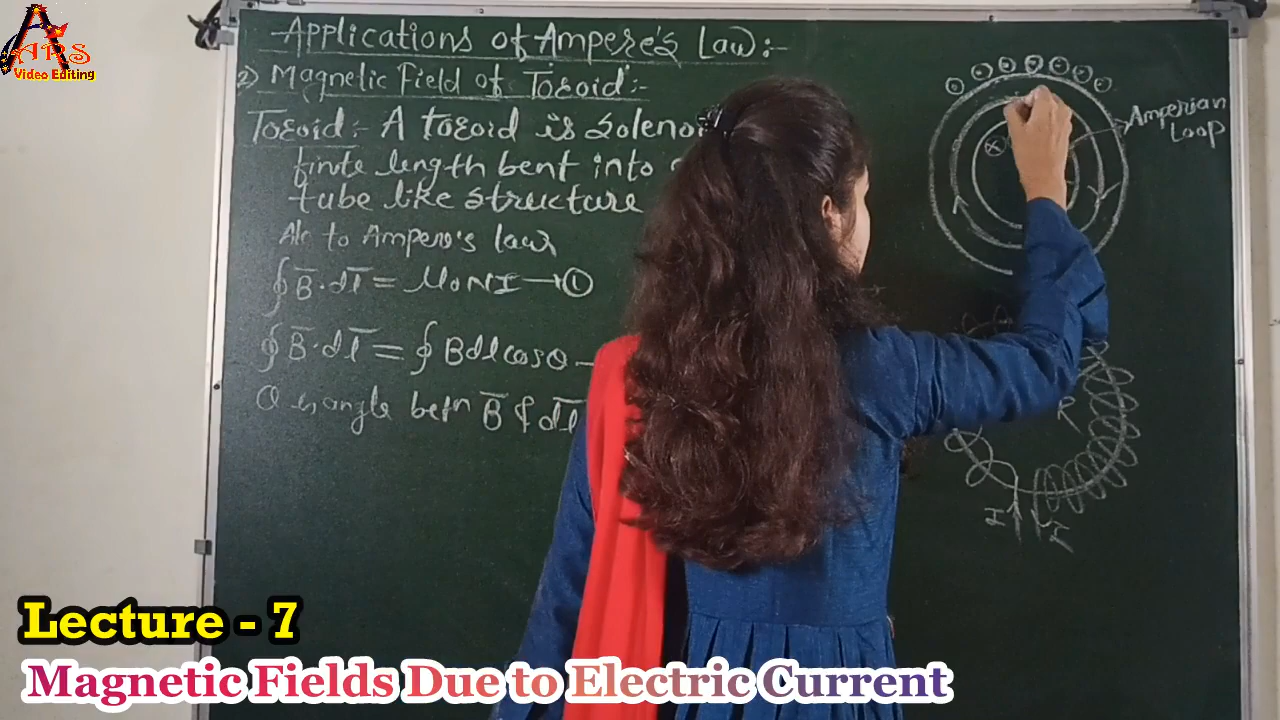 ARS
Video Editing
Applications of Ampere's Law:-
2) Magnetic Field of Toroid:-
Toroid:- A toroid is solenoi
finite length bent into
tube like structure
Ac to Ampere's law
∮ B̅·dl̅ = μ₀NI → ①
∮ B̅·dl̅ = ∮ Bdl cosθ -
θ is angle betn B̅ & dl̅
Amperian
Loop
R
I
I
Lecture - 7
Magnetic Fields Due to Electric Current